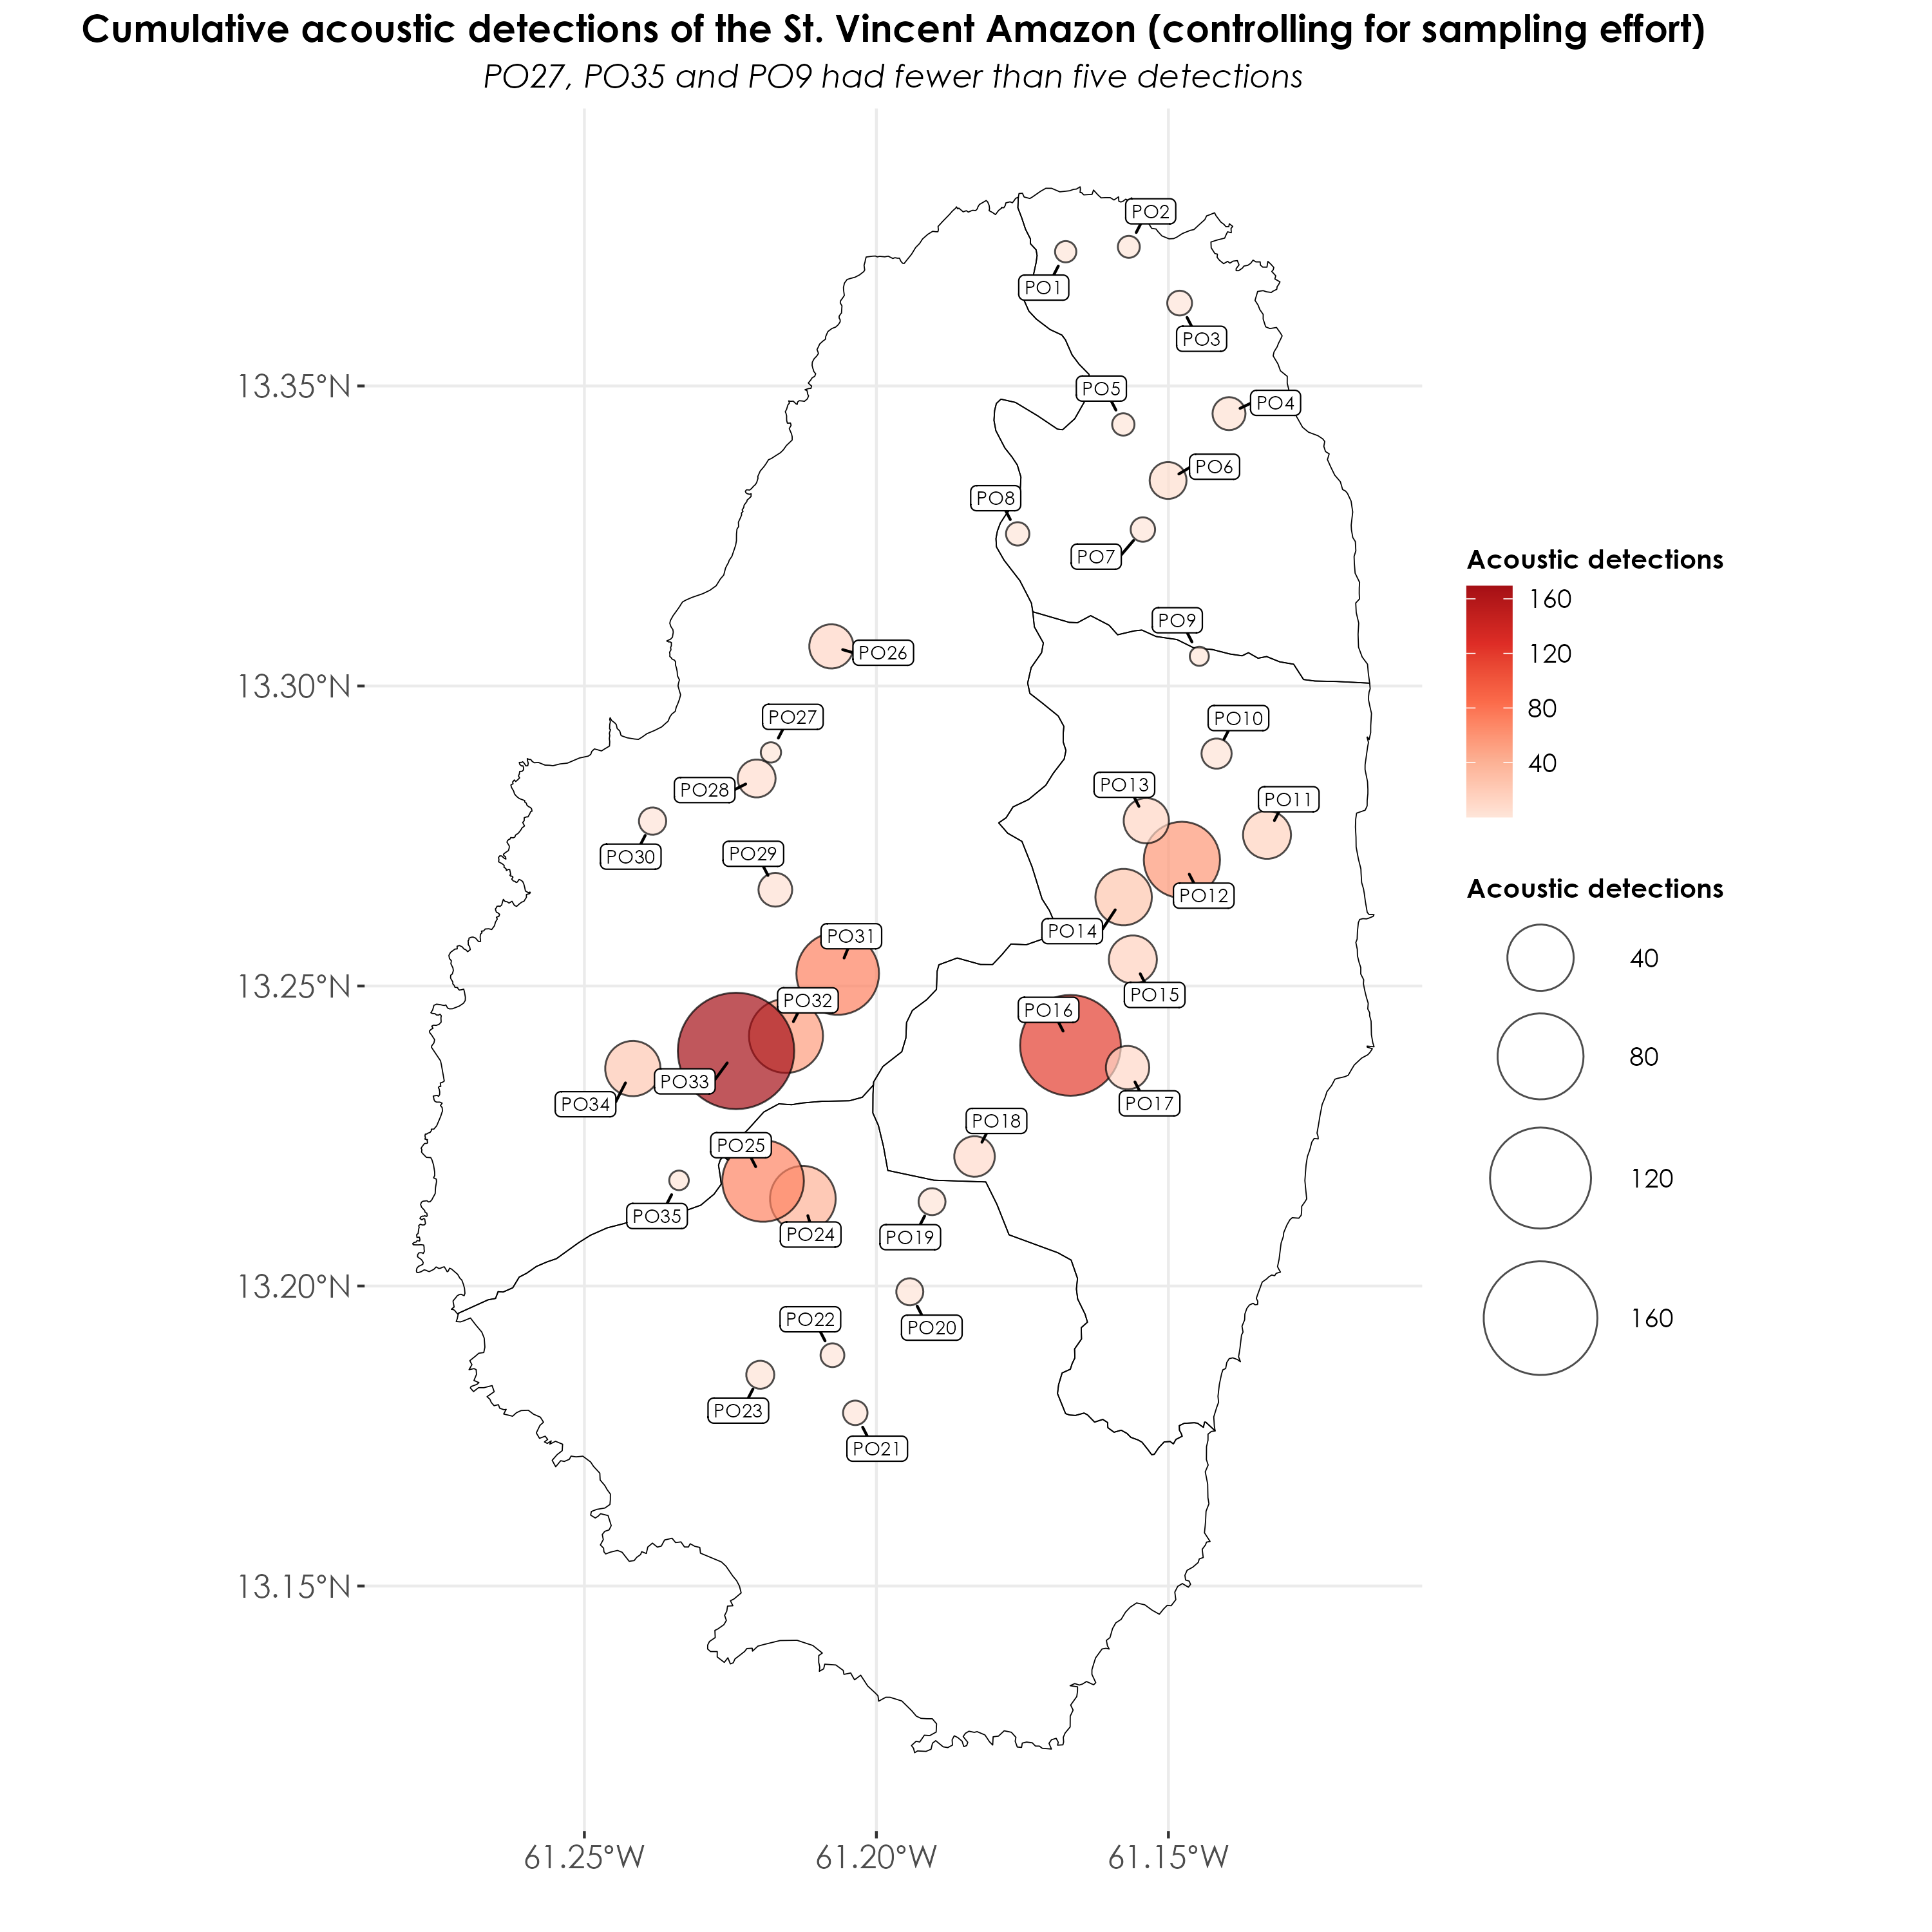 Cumulative acoustic detections of the St. Vincent Amazon (controlling for sampling effort)
PO27, PO35 and PO9 had fewer than five detections
PO2
PO1
PO3
13.35°N
PO5
PO4
PO6
PO8
PO7
PO9
PO26
13.30°N
PO27
PO10
PO28
PO13
PO11
PO30
PO29
PO12
PO14
PO31
13.25°N
PO15
PO32
PO16
PO33
PO34
PO17
PO18
PO25
PO35
PO24
PO19
13.20°N
PO22
PO20
PO23
PO21
13.15°N
61.25°W
61.20°W
61.15°W
Acoustic detections
160
120
80
40
Acoustic detections
40
80
120
160